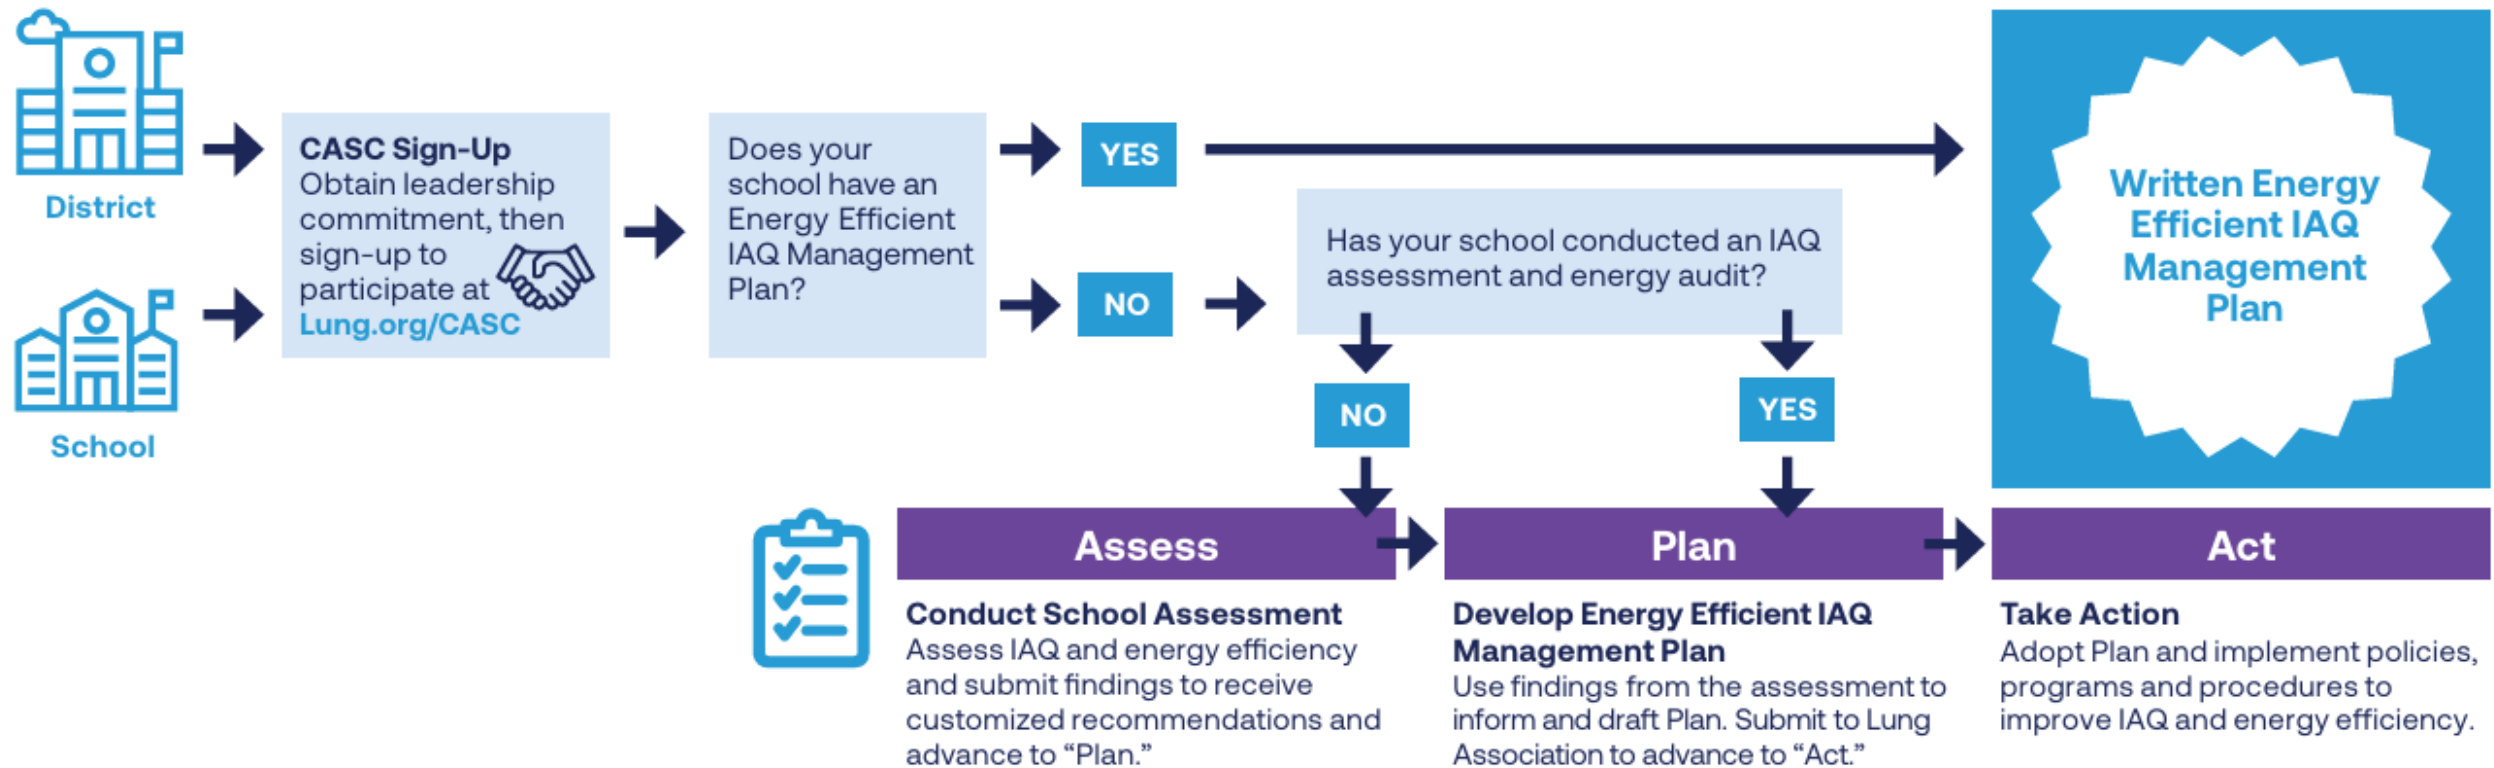 District
School
CASC Sign-Up
Obtain leadership
commitment, then
sign-up to
participate at
Lung.org/CASC
Does your
school have an
Energy Efficient
IAQ Management
Plan?
YES
NO
Has your school conducted an IAQ
assessment and energy audit?
NO
YES
Written Energy
Efficient IAQ
Management
Plan
Assess
Conduct School Assessment
Assess IAQ and energy efficiency
and submit findings to receive
customized recommendations and
advance to “Plan.”
Plan
Develop Energy Efficient IAQ
Management Plan
Use findings from the assessment to
inform and draft Plan. Submit to Lung
Association to advance to “Act.”
Act
Take Action
Adopt Plan and implement policies,
programs and procedures to
improve IAQ and energy efficiency.